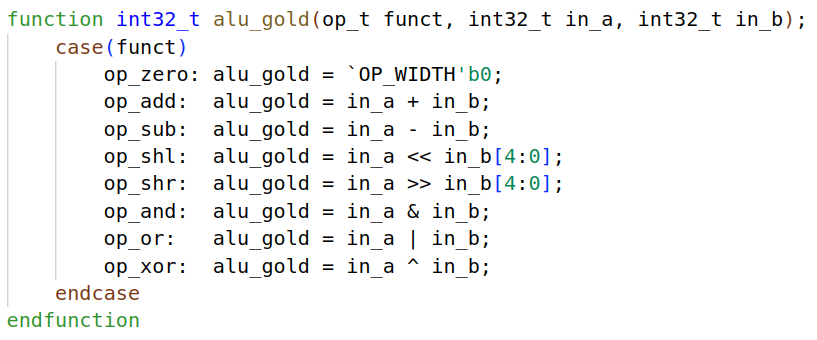 function int32_t alu_gold(op_t funct, int32_t in_a, int32_t in_b);
    case(funct)
        op_zero: alu_gold = `OP_WIDTH'b0;
        op_add:  alu_gold = in_a + in_b;
        op_sub:  alu_gold = in_a - in_b;
        op_shl:  alu_gold = in_a << in_b[4:0];
        op_shr:  alu_gold = in_a >> in_b[4:0];
        op_and:  alu_gold = in_a & in_b;
        op_or:   alu_gold = in_a | in_b;
        op_xor:  alu_gold = in_a ^ in_b;
    endcase
endfunction